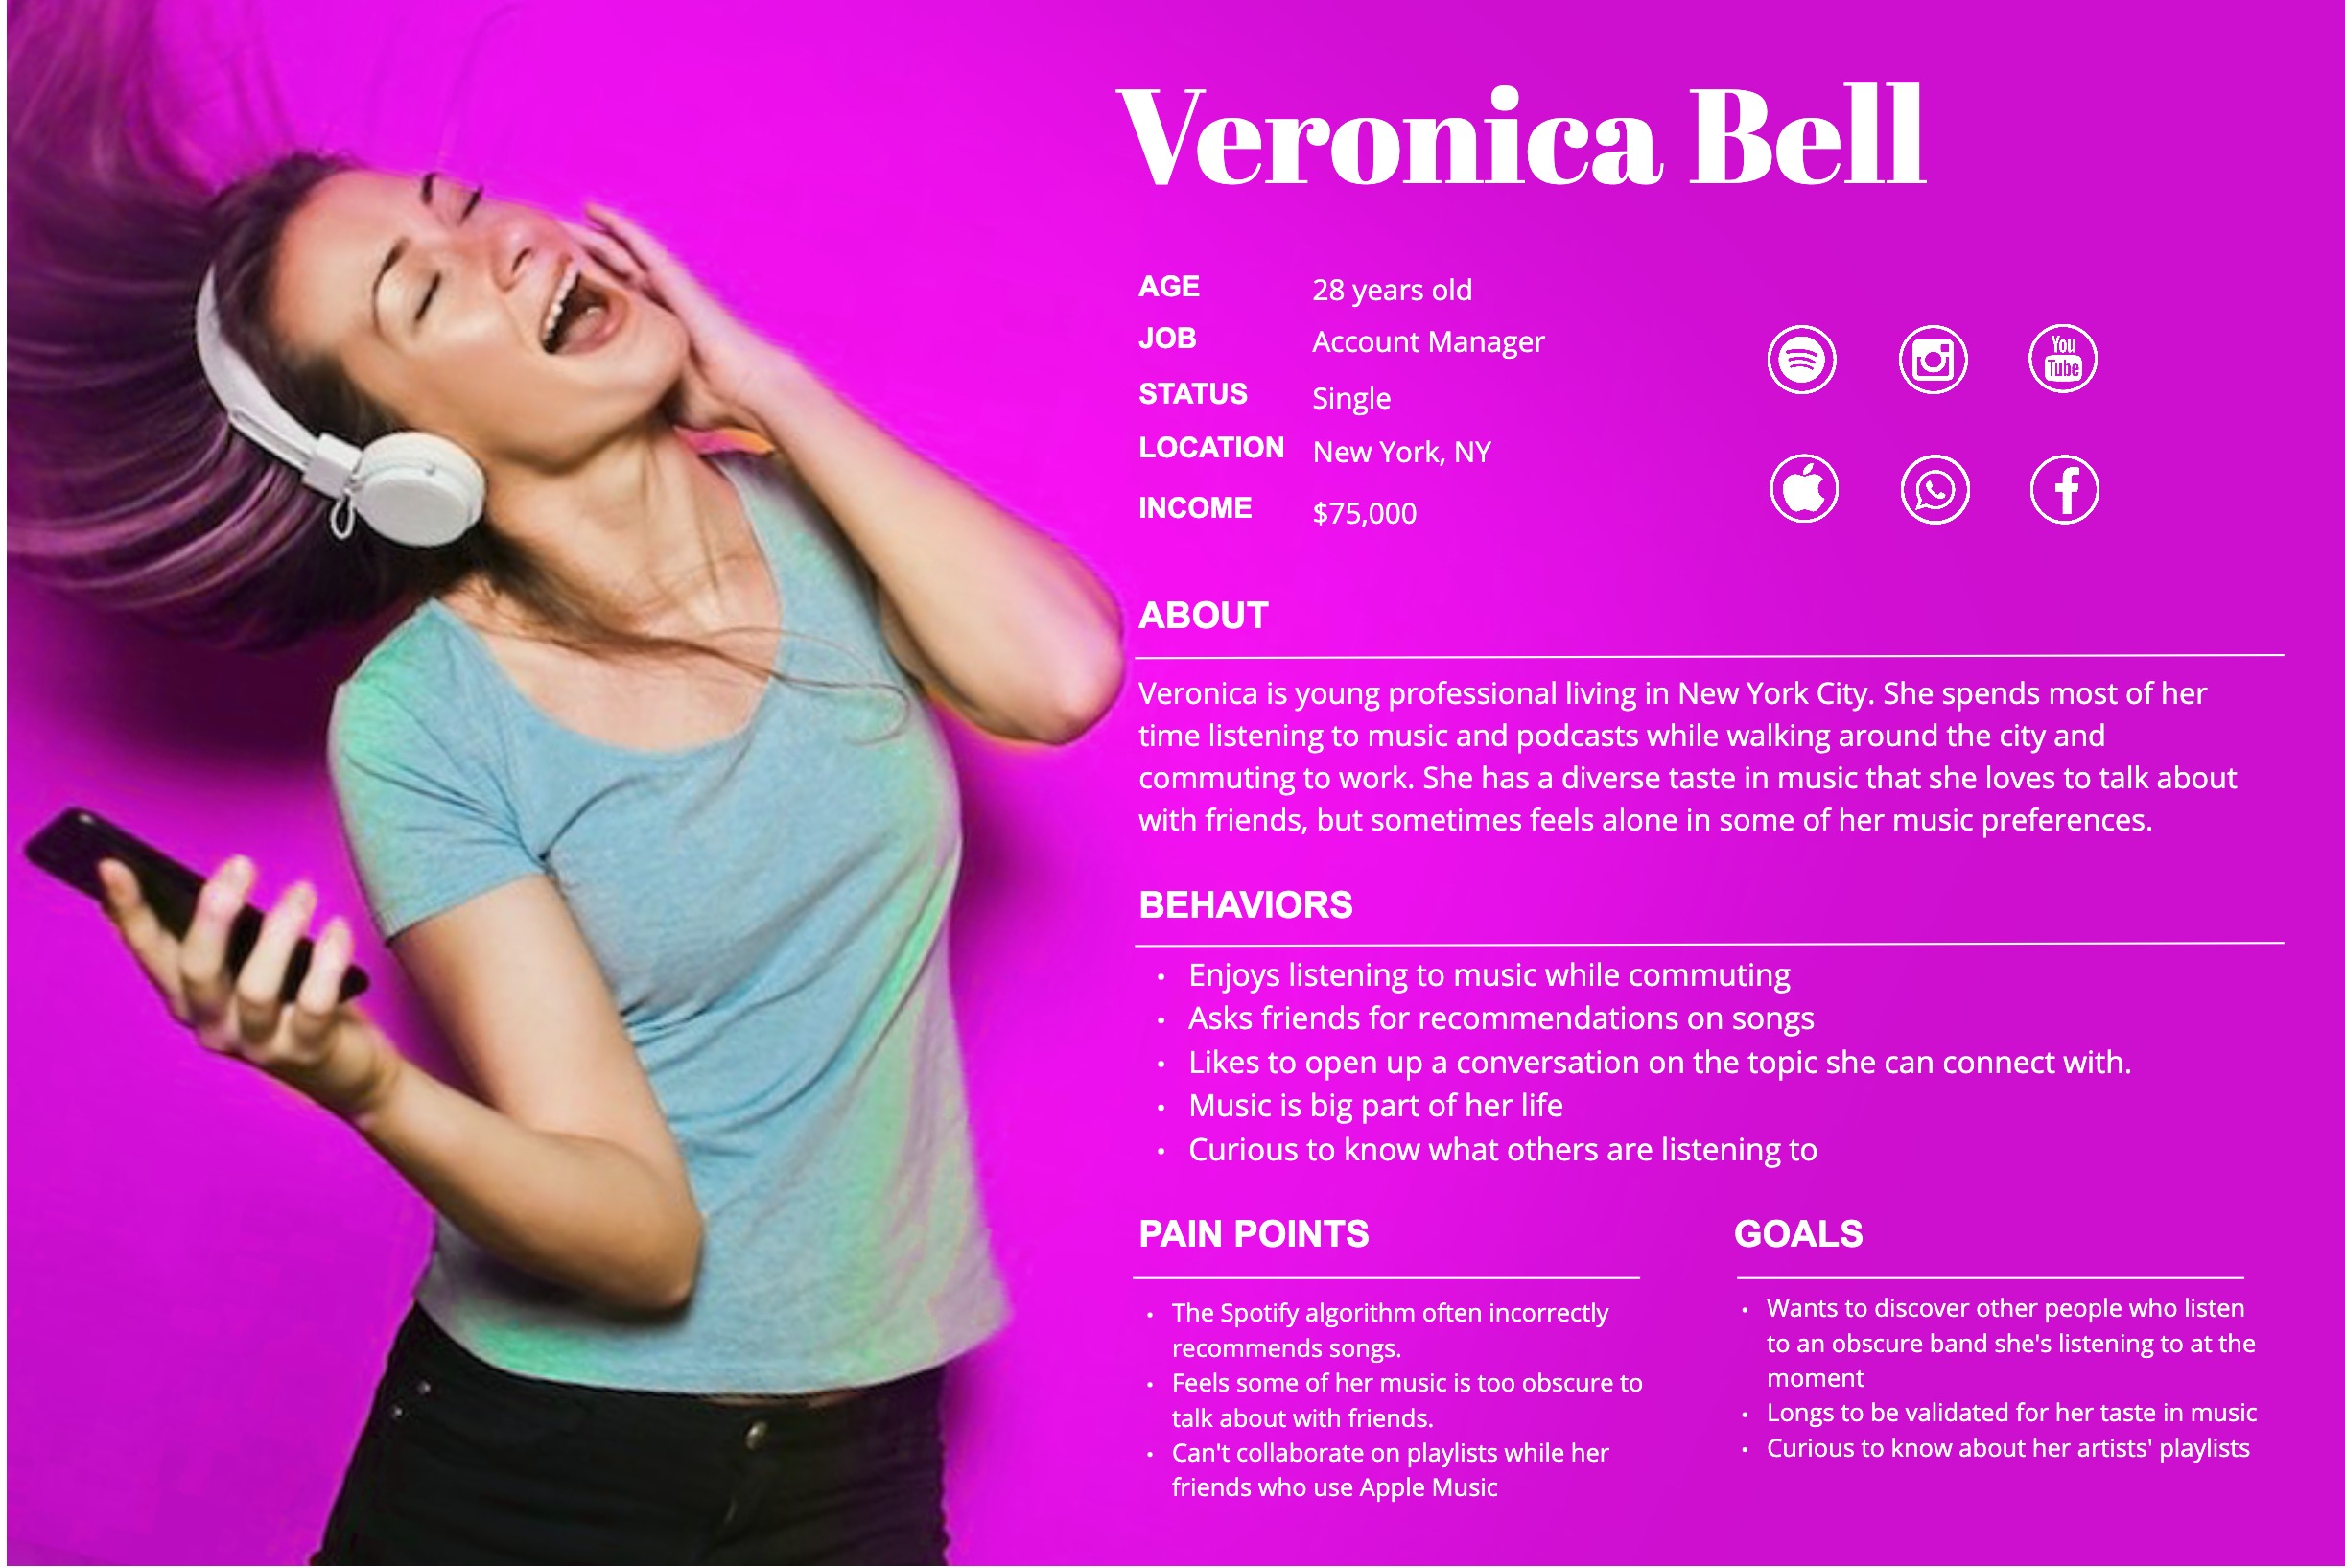 Veronica Bell
AGE 28 years old
JOB Account Manager
STATUS Single
LOCATION New York, NY
INCOME $75,000
You
Tube
ABOUT
Veronica is young professional living in New York City. She spends most of her
time listening to music and podcasts while walking around the city and
commuting to work. She has a diverse taste in music that she loves to talk about
with friends, but sometimes feels alone in some of her music preferences.
BEHAVIORS
• Enjoys listening to music while commuting
• Asks friends for recommendations on songs
• Likes to open up a conversation on the topic she can connect with.
• Music is big part of her life
• Curious to know what others are listening to
PAIN POINTS
• The Spotify algorithm often incorrectly
recommends songs.
• Feels some of her music is too obscure to
talk about with friends.
• Can't collaborate on playlists while her
friends who use Apple Music
GOALS
• Wants to discover other people who listen
to an obscure band she's listening to at the
moment
• Longs to be validated for her taste in music
• Curious to know about her artists' playlists